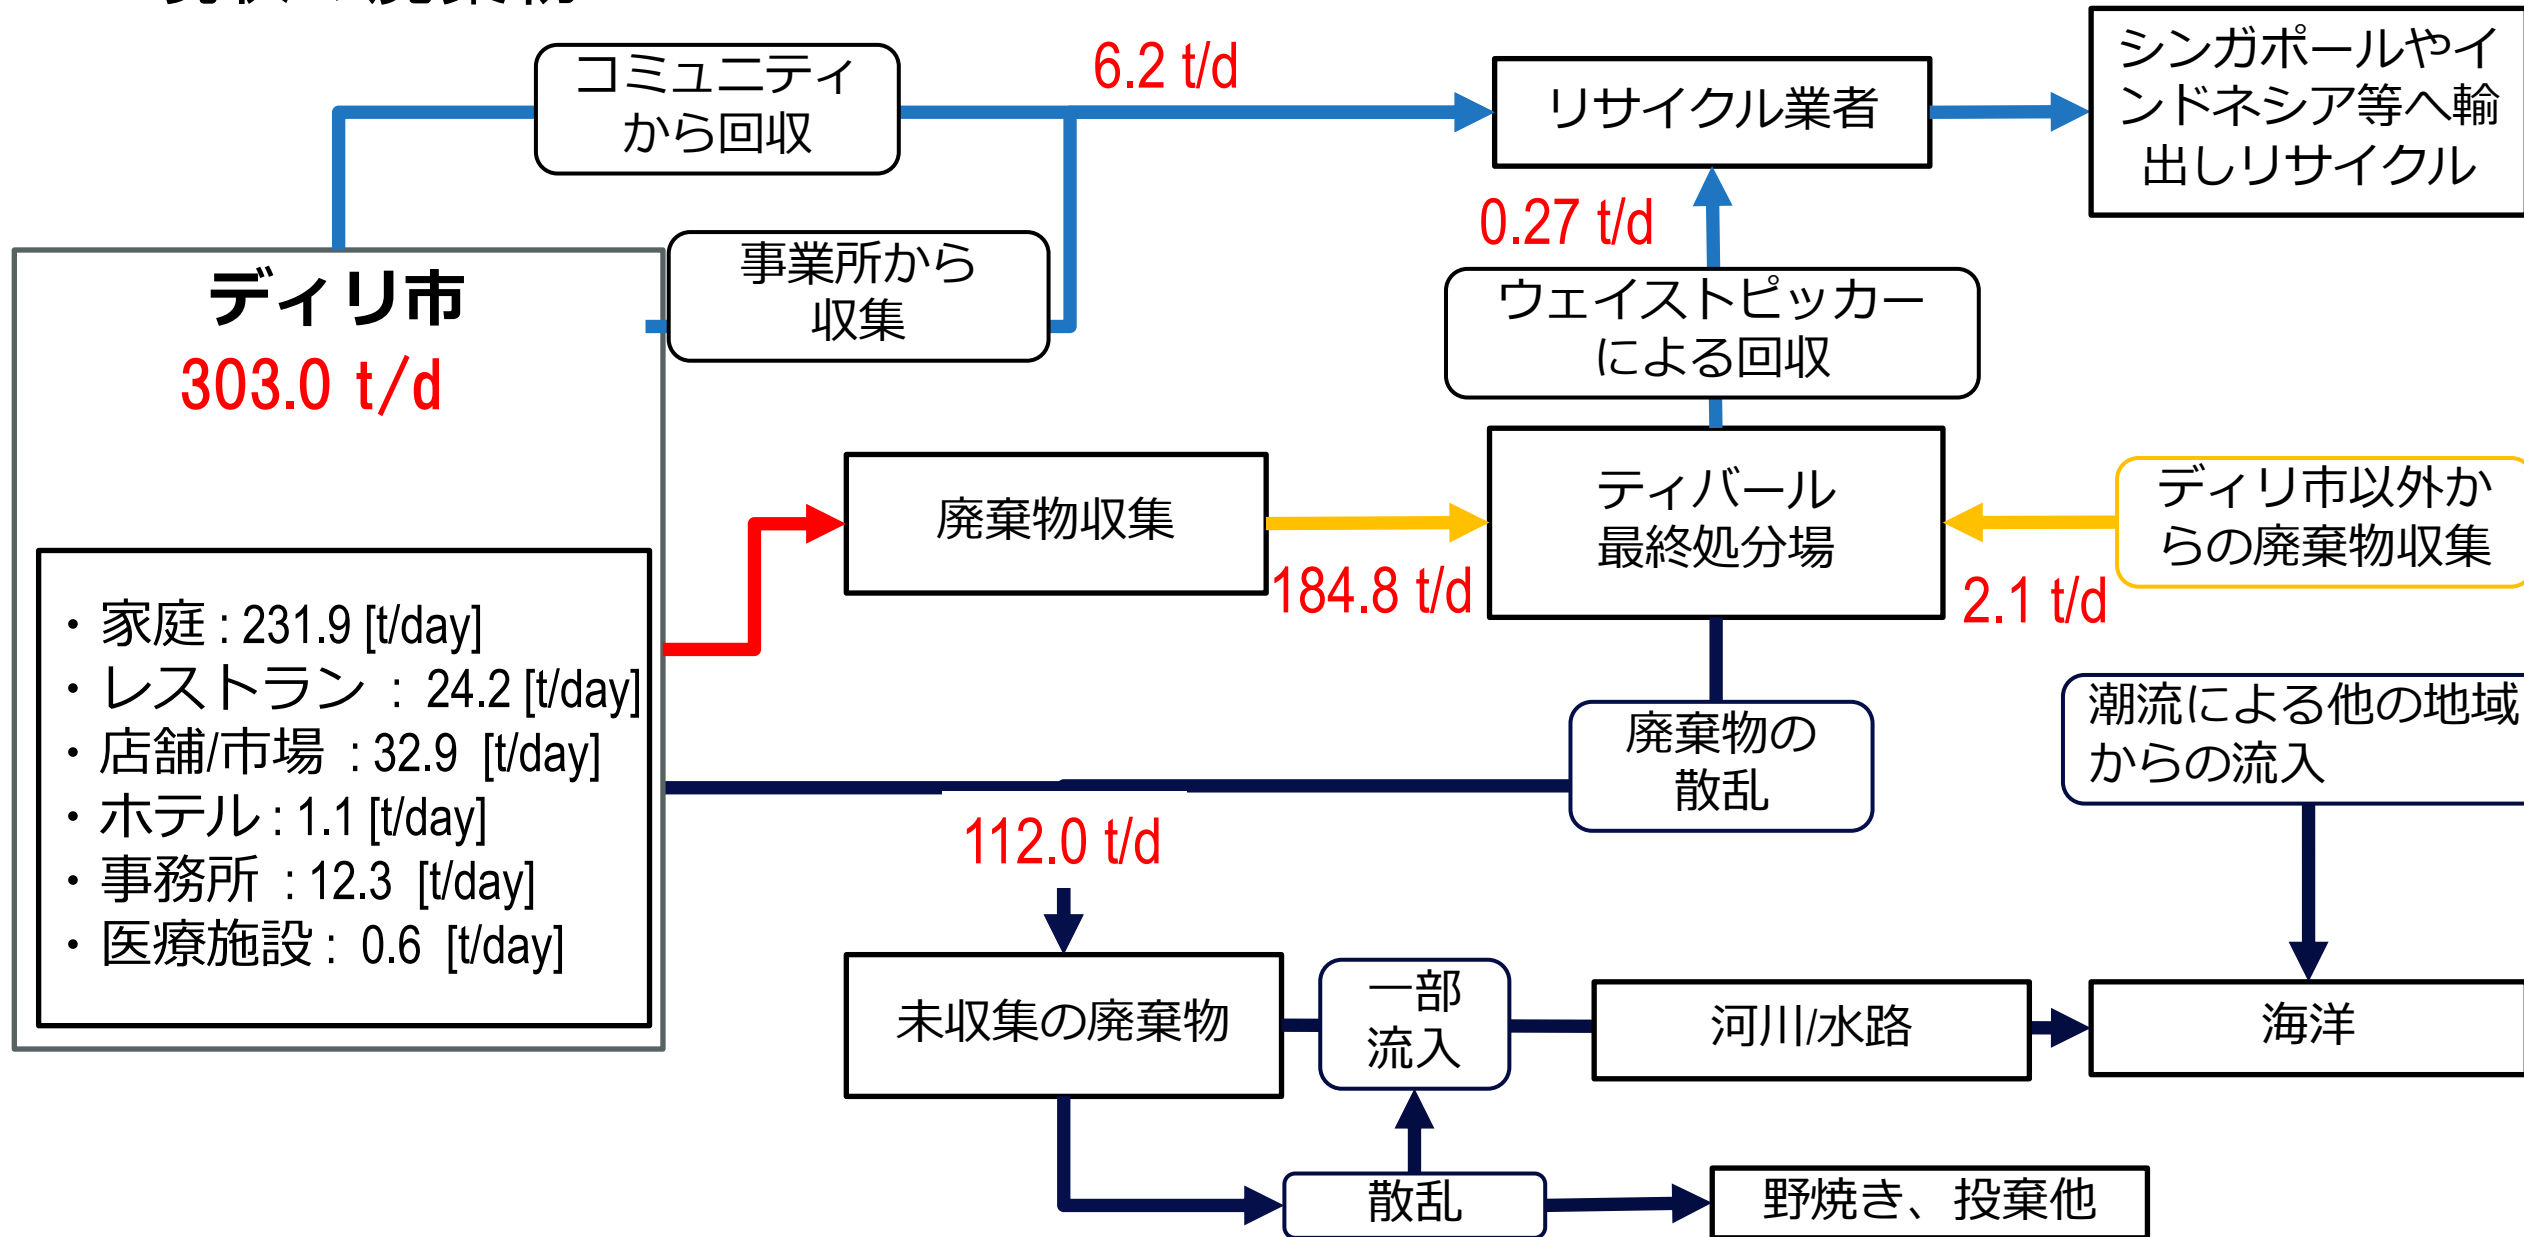 コミュニティ
から回収
6.2 t/d
リサイクル業者
シンガポールやイ
ンドネシア等へ輸
出しリサイクル
0.27 t/d
事業所から
収集
ウェイストピッカー
による回収
ディリ市
303.0 t/d
・家庭 : 231.9 [t/day]
・レストラン : 24.2 [t/day]
・店舗/市場 : 32.9 [t/day]
・ホテル : 1.1 [t/day]
・事務所 : 12.3 [t/day]
・医療施設 : 0.6 [t/day]
廃棄物収集
184.8 t/d
ティバール
最終処分場
2.1 t/d
ディリ市以外か
らの廃棄物収集
廃棄物の
散乱
潮流による他の地域
からの流入
112.0 t/d
未収集の廃棄物
一部
流入
河川/水路
海洋
散乱
野焼き、投棄他